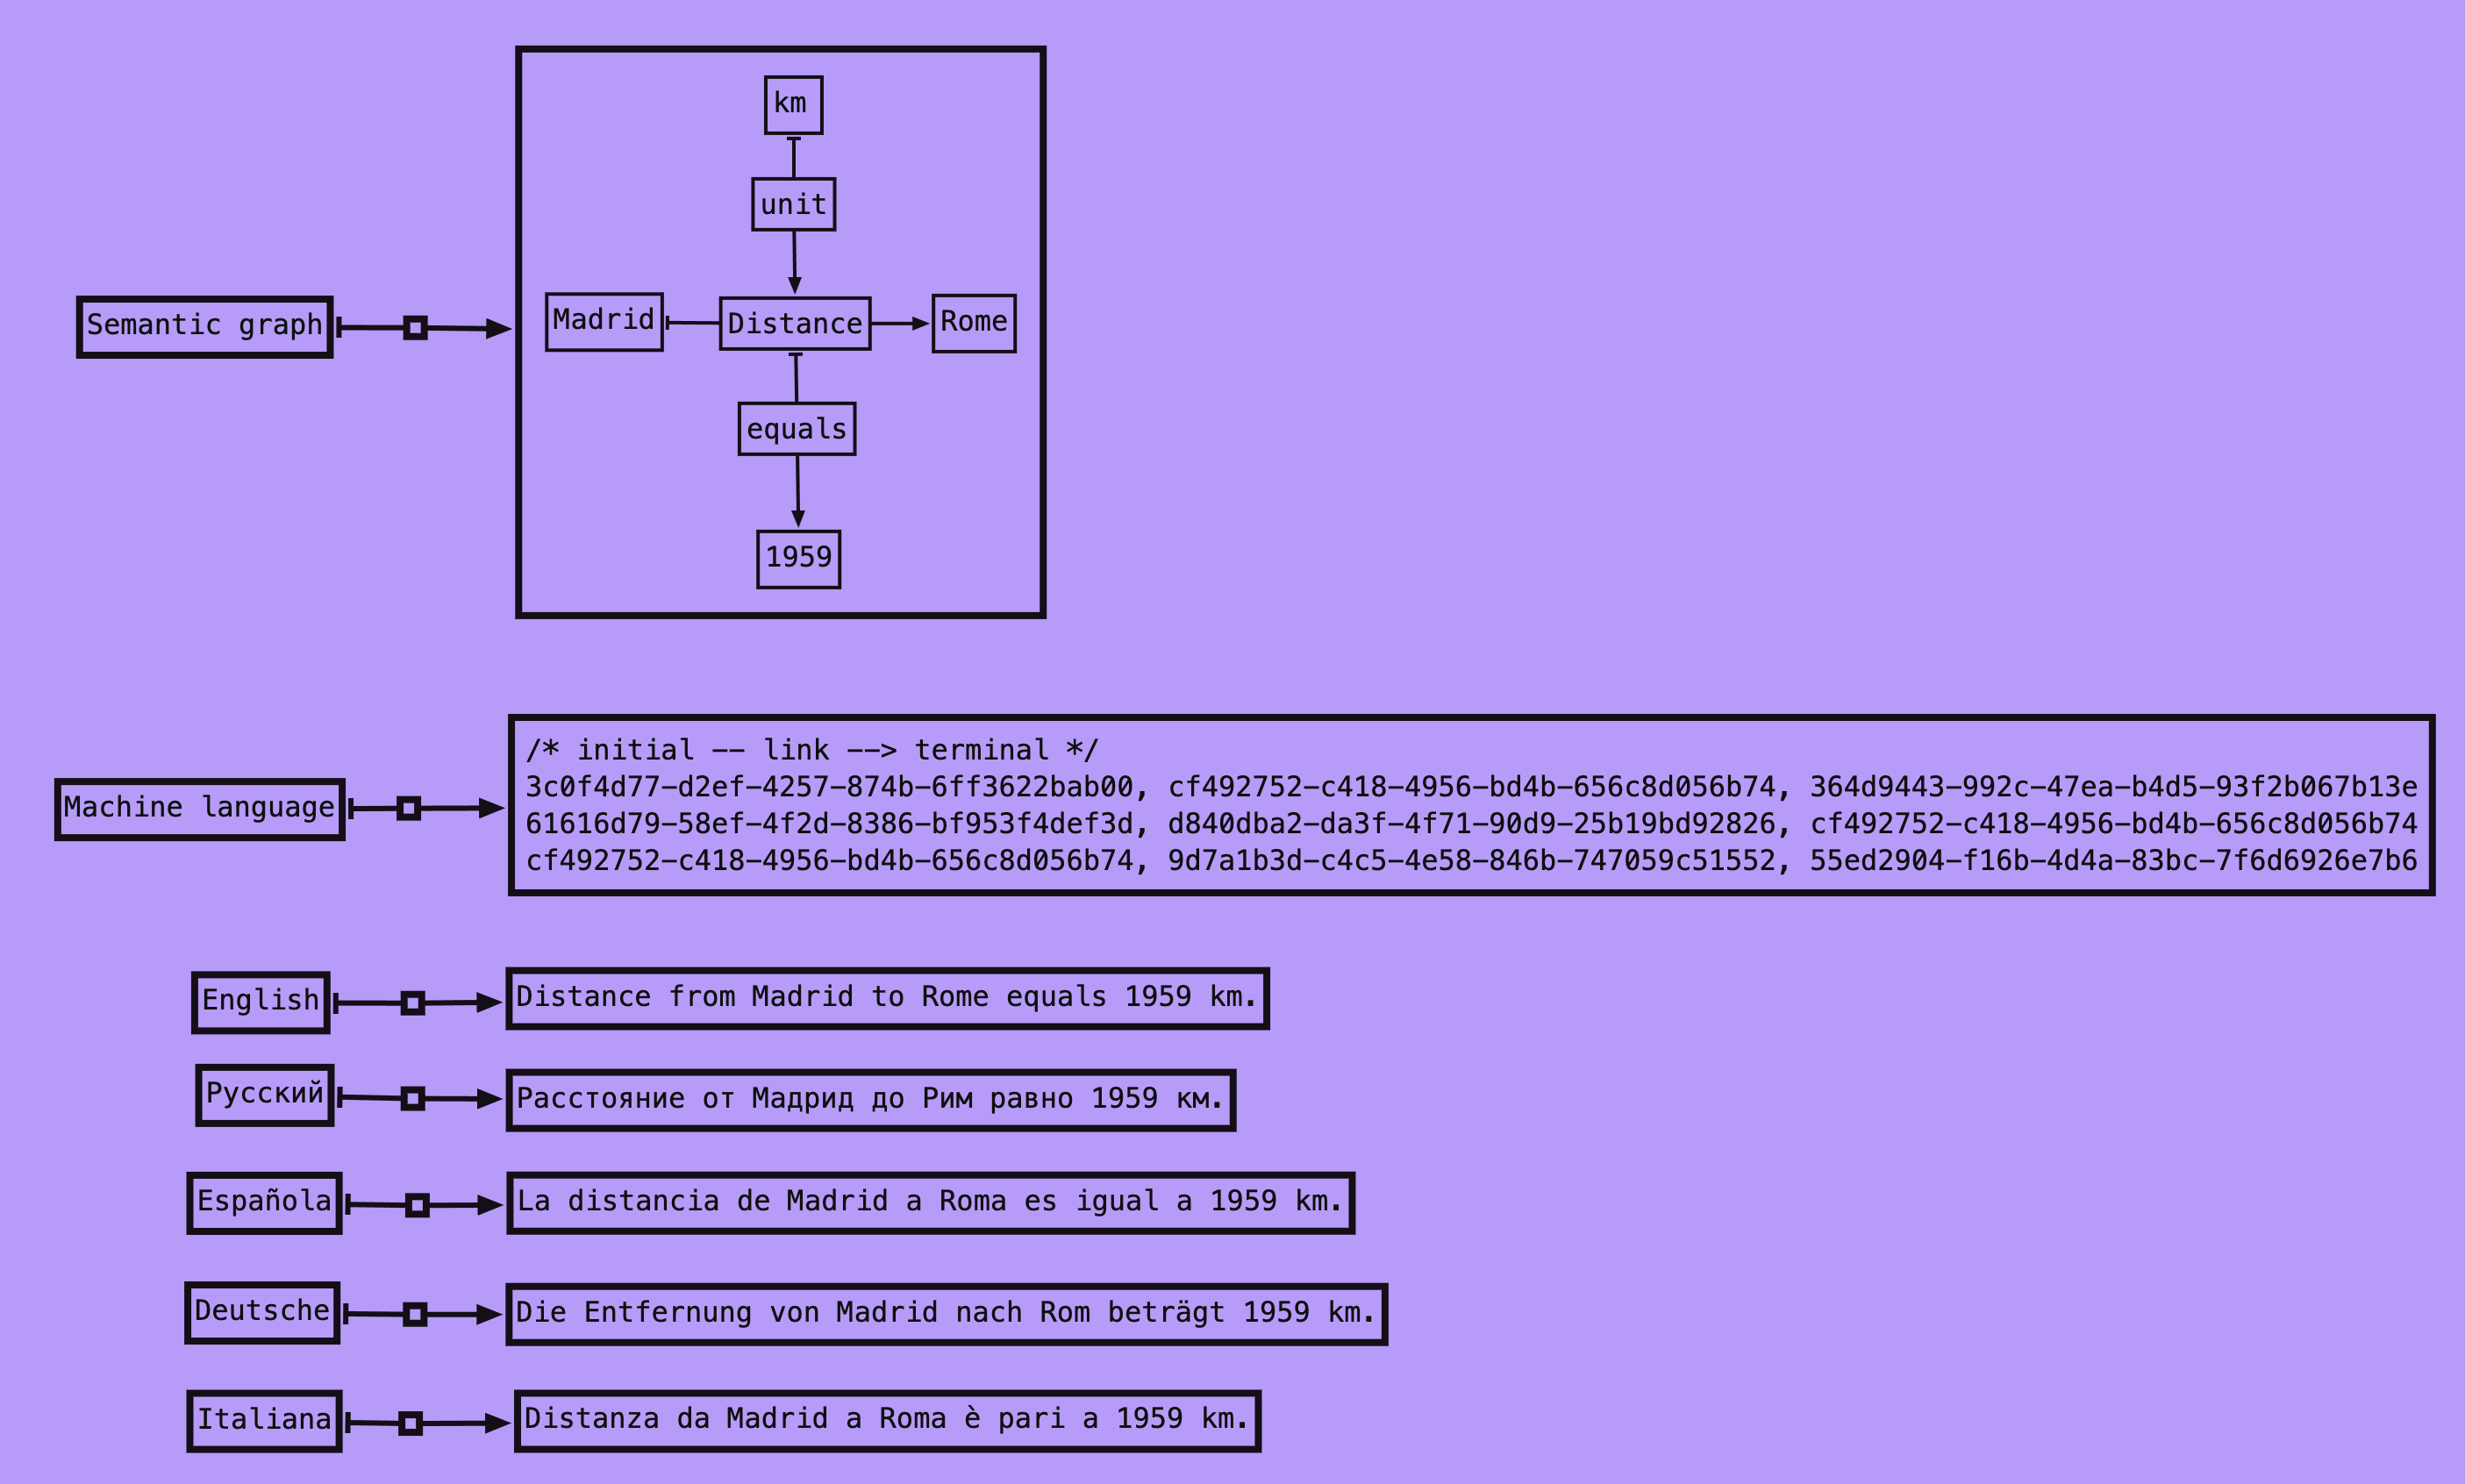 km
unit
Semantic graph
Madrid
Distance
Rome
equals
1959
/* initial -- link --> terminal */
Machine language
3c0f4d77-d2ef-4257-874b-6ff3622bab00, cf492752-c418-4956-bd4b-656c8d056b74, 364d9443-992c-47ea-b4d5-93f2b067b13e
61616d79-58ef-4f2d-8386-bf953f4def3d, d840dba2-da3f-4f71-90d9-25b19bd92826, cf492752-c418-4956-bd4b-656c8d056b74
cf492752-c418-4956-bd4b-656c8d056b74, 9d7a1b3d-c4c5-4e58-846b-747059c51552, 55ed2904-f16b-4d4a-83bc-7f6d6926e7b6
English
Distance from Madrid to Rome equals 1959 km.
Русский
Расстояние от Мадрид до Рим равно 1959 км.
Española
La distancia de Madrid a Roma es igual a 1959 km.
Deutsche
Die Entfernung von Madrid nach Rom beträgt 1959 km.
Italiana
Distanza da Madrid a Roma è pari a 1959 km.